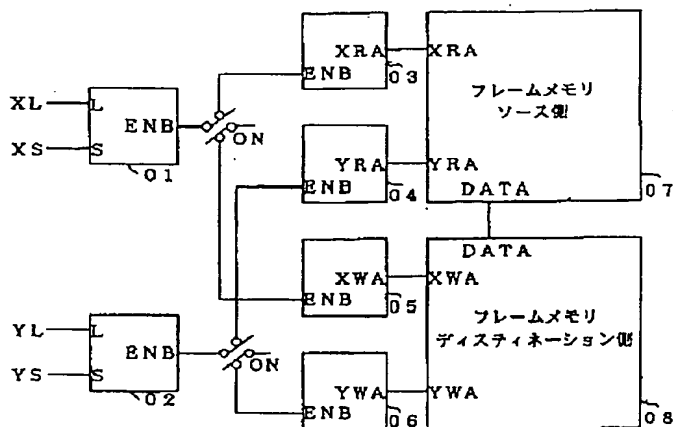 XRA
XRA
ENB
03
フレームメモリ
ソース側
XL
L
ENB
ON
XS
S
01
YRA
YRA
ENB
04
DATA
07
DATA
XWA
XWA
ENB
05
フレームメモリ
ディスティネーション側
YL
L
ENB
ON
YS
S
02
YWA
YWA
ENB
06
08